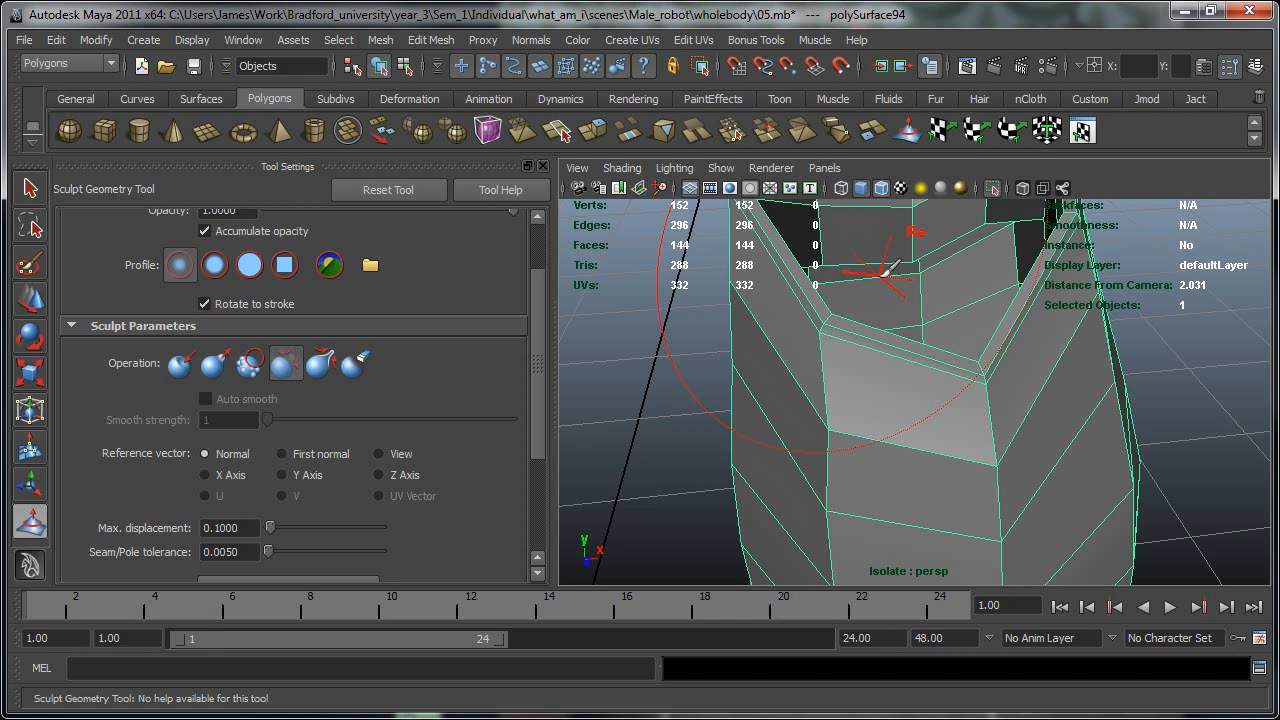 Autodesk Maya 2011 x64: C:\Users\James\Work\Bradford_university\year_3\Sem_1\Individual\what_am_i\scenes\Male_robot\wholebody\05.mb* --- polySurface94
File Edit Modify Create Display Window Assets Select Mesh Edit Mesh Proxy Normals Color Create UVs Edit UVs Bonus Tools Muscle Help
Polygons Objects X: Y:
General Curves Surfaces Polygons Subdivs Deformation Animation Dynamics Rendering PaintEffects Toon Muscle Fluids Fur Hair nCloth Custom Jmod Jact
Tool Settings
Sculpt Geometry Tool Reset Tool Tool Help
Opacity: 1.0000
Accumulate opacity
Profile:
Rotate to stroke
Sculpt Parameters
Operation:
Auto smooth
Smooth strength: 1
Reference vector: Normal First normal View
X Axis Y Axis Z Axis
U V UV Vector
Max. displacement: 0.1000
Seam/Pole tolerance: 0.0050
View Shading Lighting Show Renderer Panels
Verts: 152 152 0
Edges: 296 296 0
Faces: 144 144 0
Tris: 288 288 0
UVs: 332 332 0
Backfaces: N/A
Smoothness: N/A
Instance: No
Display Layer: defaultLayer
Distance From Camera: 2.031
Selected Objects: 1
y
x
Isolate : persp
2 4 6 8 10 12 14 16 18 20 22 24 1.00
1.00 1.00 1 24 24.00 48.00 No Anim Layer No Character Set
MEL
Sculpt Geometry Tool: No help available for this tool